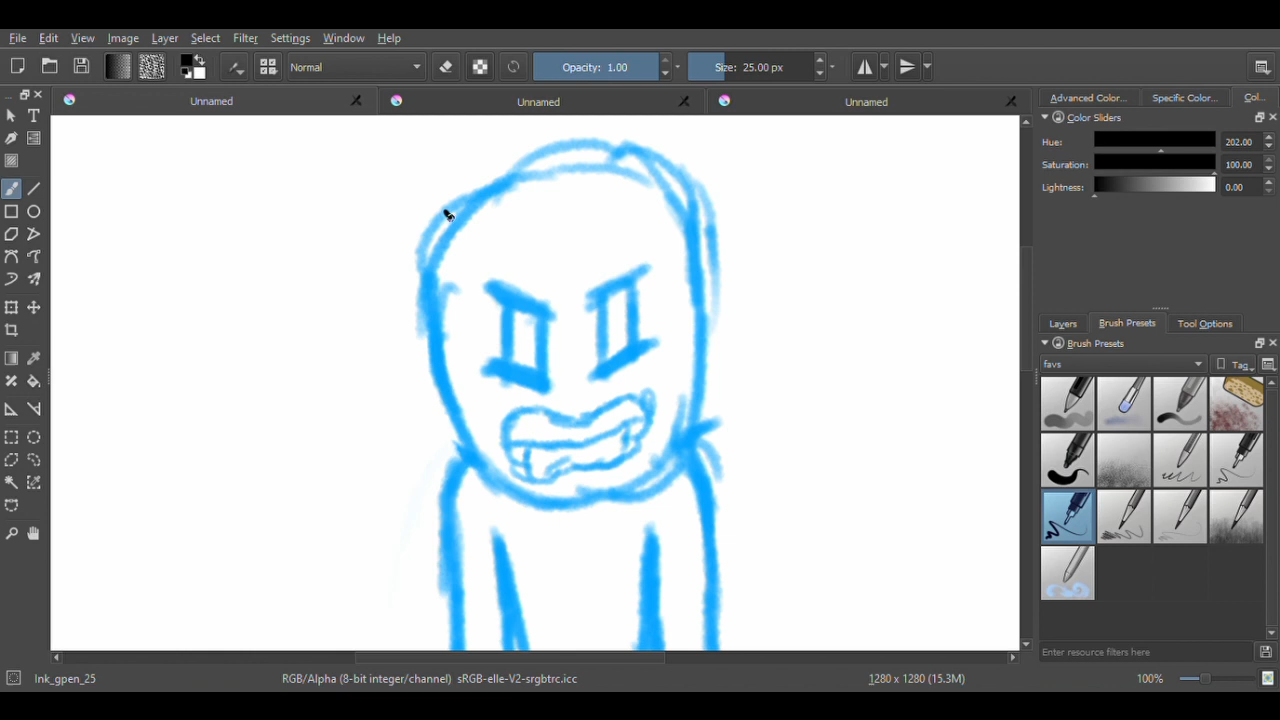 File Edit View Image Layer Select Filter Settings Window Help
Normal Opacity: 1.00 Size: 25.00 px
Unnamed Unnamed Unnamed Advanced Color... Specific Color... Col...
Color Sliders
Hue: 202.00
Saturation: 100.00
Lightness: 0.00
Layers Brush Presets Tool Options
Brush Presets
favs Tag
Enter resource filters here
Ink_gpen_25 RGB/Alpha (8-bit integer/channel) sRGB-elle-V2-srgbtrc.icc 1280 x 1280 (15.3M) 100%